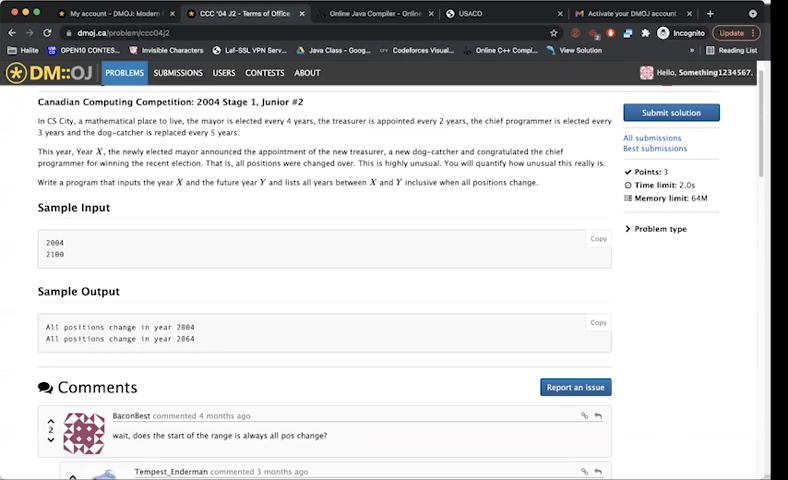 My account - DMOJ: Modern
CCC '04 J2 - Terms of Office
Online Java Compiler - Online
USACO
Activate your DMOJ account -
dmoj.ca/problem/ccc04j2
Incognito
Update
Halite
OPEN10 CONTES...
Invisible Characters
Laf-SSL VPN Serv...
Java Class - Goog...
Codeforces Visual...
Online C++ Compil...
View Solution
»
Reading List
DM::OJ
PROBLEMS
SUBMISSIONS
USERS
CONTESTS
ABOUT
Hello, Something1234567.
Canadian Computing Competition: 2004 Stage 1, Junior #2
In CS City, a mathematical place to live, the mayor is elected every 4 years, the treasurer is appointed every 2 years, the chief programmer is elected every
3 years and the dog-catcher is replaced every 5 years.
This year, Year X, the newly elected mayor announced the appointment of the new treasurer, a new dog-catcher and congratulated the chief
programmer for winning the recent election. That is, all positions were changed over. This is highly unusual. You will quantify how unusual this really is.
Write a program that inputs the year X and the future year Y and lists all years between X and Y inclusive when all positions change.
Sample Input
2004
2100
Copy
Sample Output
All positions change in year 2004
All positions change in year 2064
Copy
Submit solution
All submissions
Best submissions
Points: 3
Time limit: 2.0s
Memory limit: 64M
Problem type
Comments
Report an issue
2
BaconBest commented 4 months ago
wait, does the start of the range is always all pos change?
Tempest_Enderman commented 3 months ago